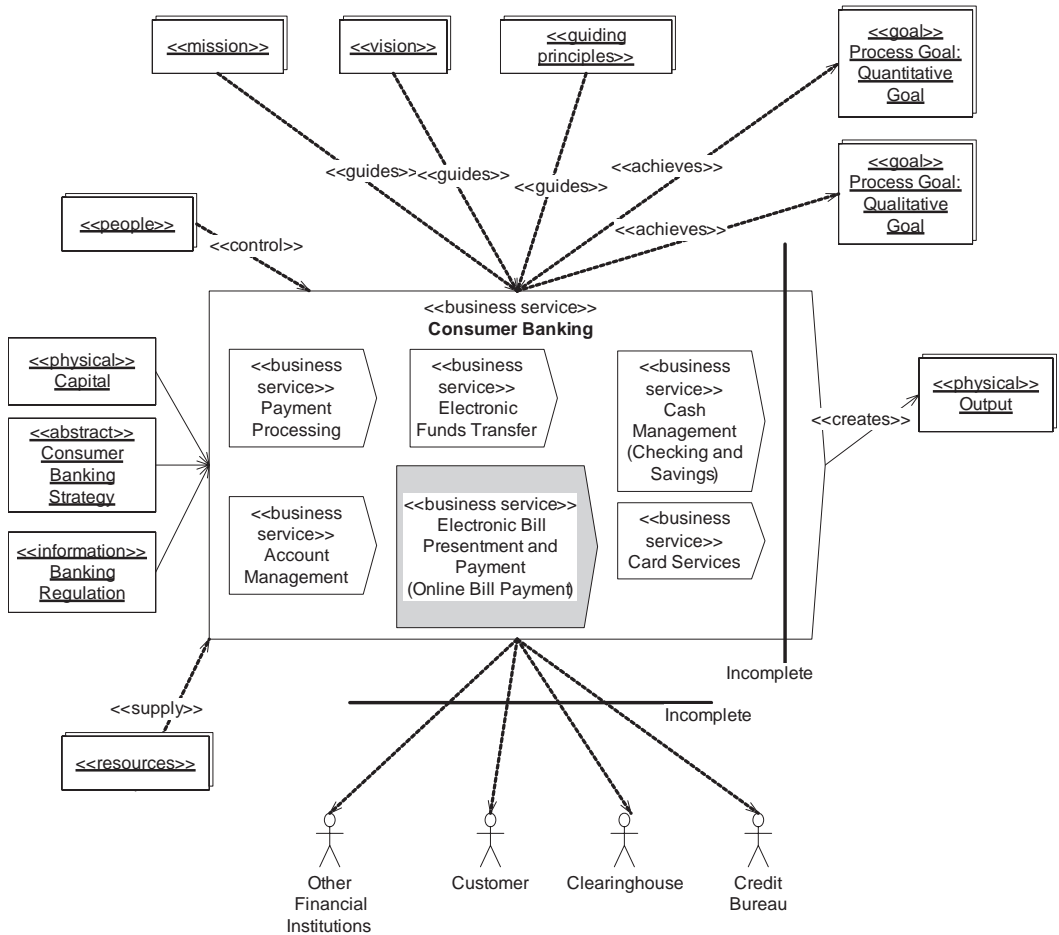 <<mission>>
<<vision>>
<<guiding
principles>>
<<goal>>
Process Goal:
Quantitative
Goal
<<goal>>
Process Goal:
Qualitative
Goal
<<guides>>
<<guides>>
<<guides>>
<<achieves>>
<<achieves>>
<<people>>
<<control>>
<<business service>>
Consumer Banking
<<physical>>
Capital
<<abstract>>
Consumer
Banking
Strategy
<<information>>
Banking
Regulation
<<business
service>>
Payment
Processing
<<business
service>>
Electronic
Funds Transfer
<<business
service>>
Cash
Management
(Checking and
Savings)
<<business
service>>
Account
Management
<<business service>>
Electronic Bill
Presentment and
Payment
(Online Bill Payment)
<<business
service>>
Card Services
<<creates>>
<<physical>>
Output
Incomplete
Incomplete
<<supply>>
<<resources>>
Other
Financial
Institutions
Customer
Clearinghouse
Credit
Bureau